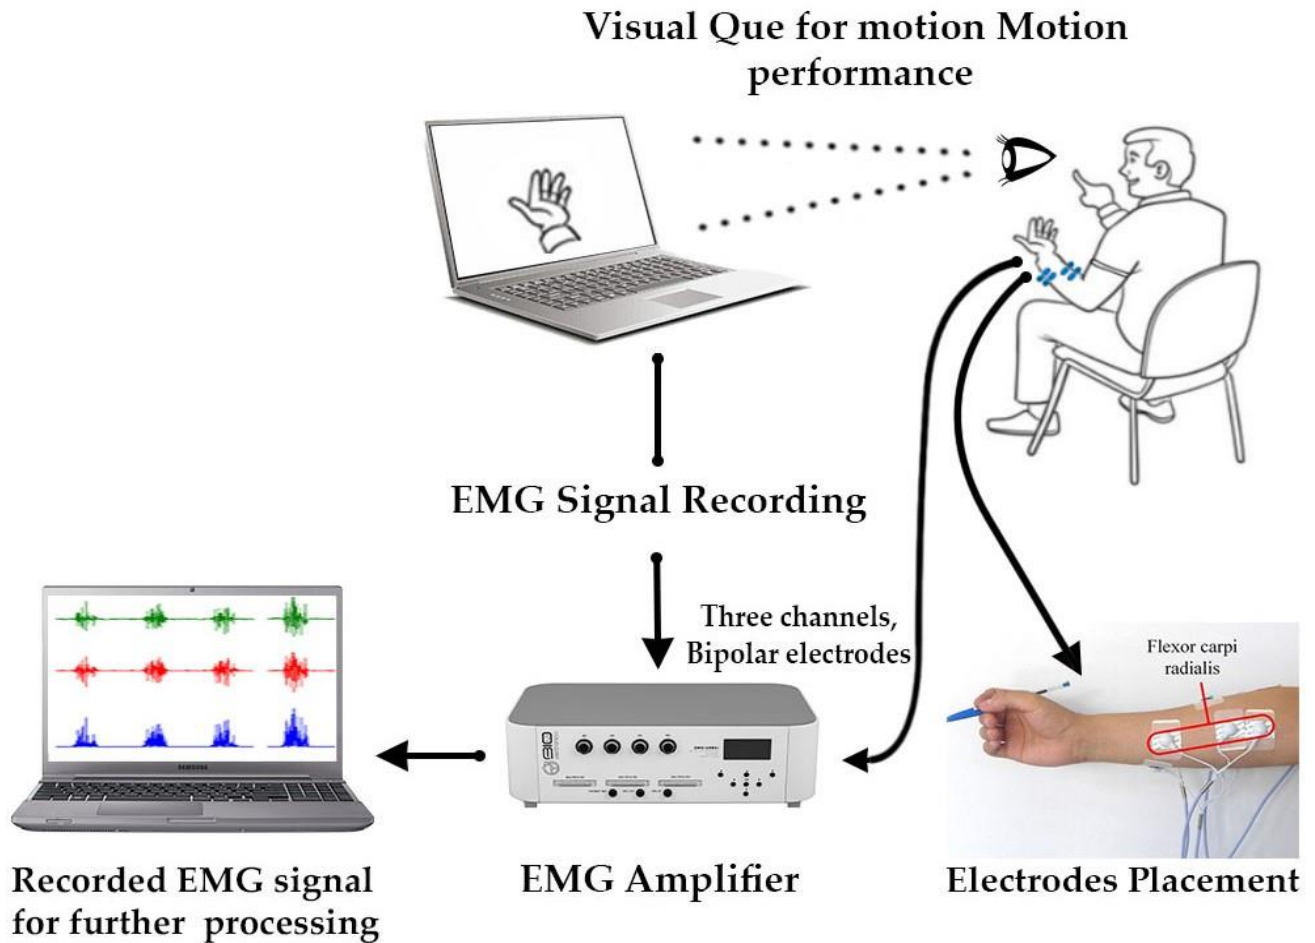 Visual Que for motion Motion
performance
EMG Signal Recording
Three channels,
Bipolar electrodes
Flexor carpi
radialis
SAMSUNG
Recorded EMG signal
for further processing
EMG Amplifier
Electrodes Placement